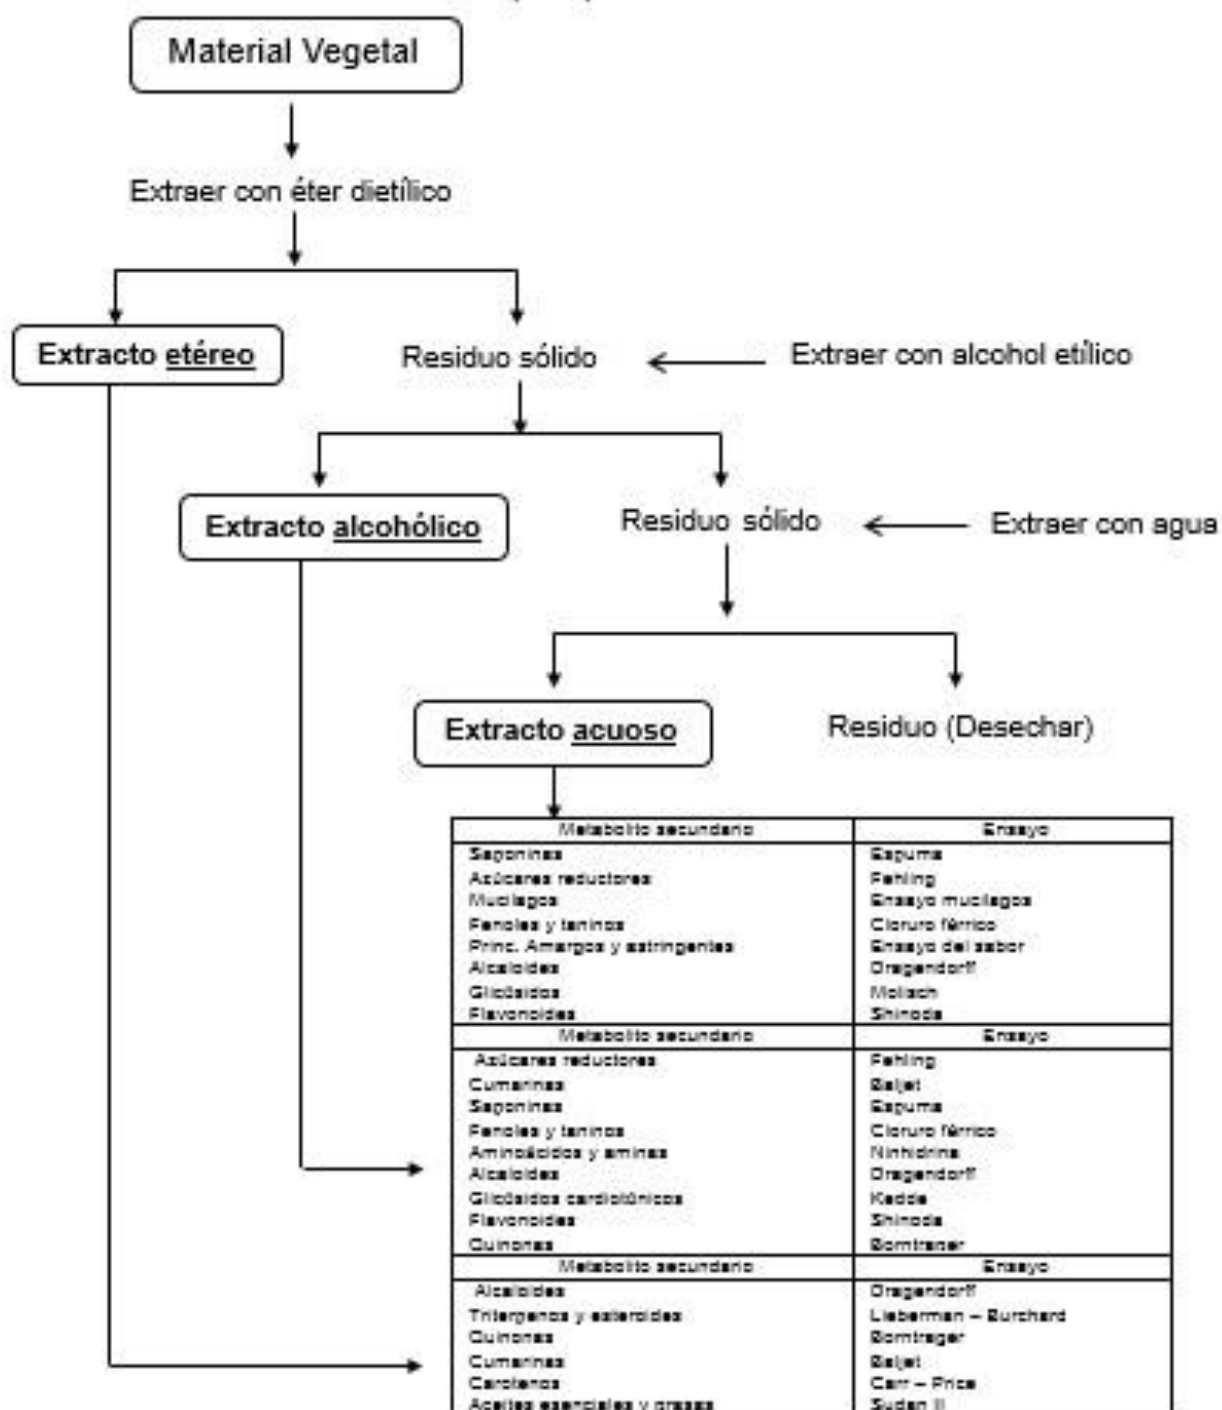 Material Vegetal
Extraer con éter dietílico
Extracto etéreo
Residuo sólido
Extraer con alcohol etílico
Extracto alcohólico
Residuo sólido
Extraer con agua
Extracto acuoso
Residuo (Desechar)
Metabolito secundario Ensayo
Saponinas Espuma
Azúcares reductores Fehling
Mucílagos Ensayo mucílagos
Fenoles y taninos Cloruro férrico
Princ. Amargos y astringentes Ensayo del sabor
Alcaloides Dragendorff
Glicósidos Molisch
Flavonoides Shinoda
Metabolito secundario Ensayo
Azúcares reductores Fehling
Cumarinas Baljet
Saponinas Espuma
Fenoles y taninos Cloruro férrico
Aminoácidos y aminas Ninhidrina
Alcaloides Dragendorff
Glicósidos cardiotónicos Kedde
Flavonoides Shinoda
Quinonas Borntrager
Metabolito secundario Ensayo
Alcaloides Dragendorff
Triterpenos y esteroides Lieberman – Burchard
Quinonas Borntrager
Cumarinas Baljet
Carotenos Carr – Price
Aceites esenciales y grasas Sudan II